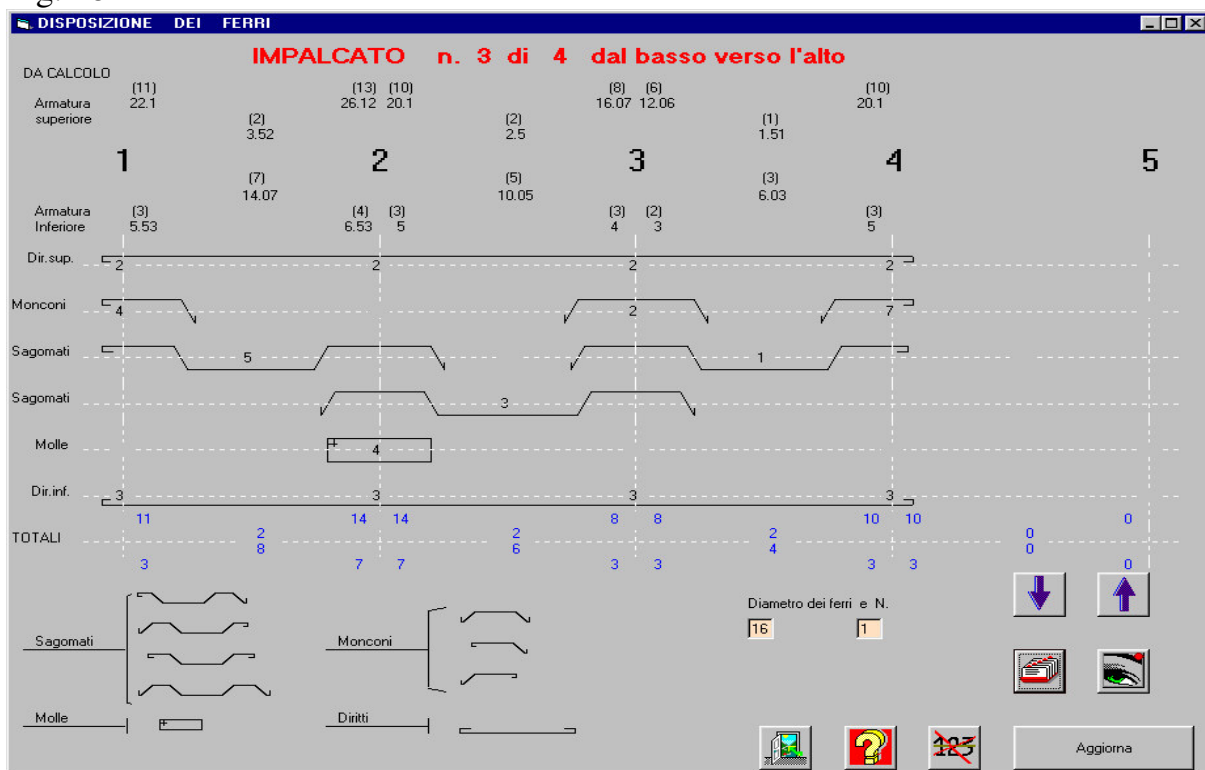 DISPOSIZIONE DEI FERRI
IMPALCATO n. 3 di 4 dal basso verso l'alto
DA CALCOLO
(11) (13) (10) (8) (6) (10)
Armatura 22.1 26.12 20.1 16.07 12.06 20.1
superiore (2) (2) (1)
3.52 2.5 1.51
1 2 3 4 5
(7) (5) (3)
14.07 10.05 6.03
Armatura (3) (4) (3) (3) (2) (3)
Inferiore 5.53 6.53 5 4 3 5
Dir.sup. 2 2 2 2
Monconi 4 2 7
Sagomati 5 1
Sagomati 3
Molle 4
Dir.inf. 3 3 3 3
11 14 14 8 8 10 10 0
TOTALI 2 2 2 0
8 6 4 0
3 7 7 3 3 3 3 0
Diametro dei ferri e N.
16 1
Sagomati Monconi
Molle Diritti
123
Aggiorna